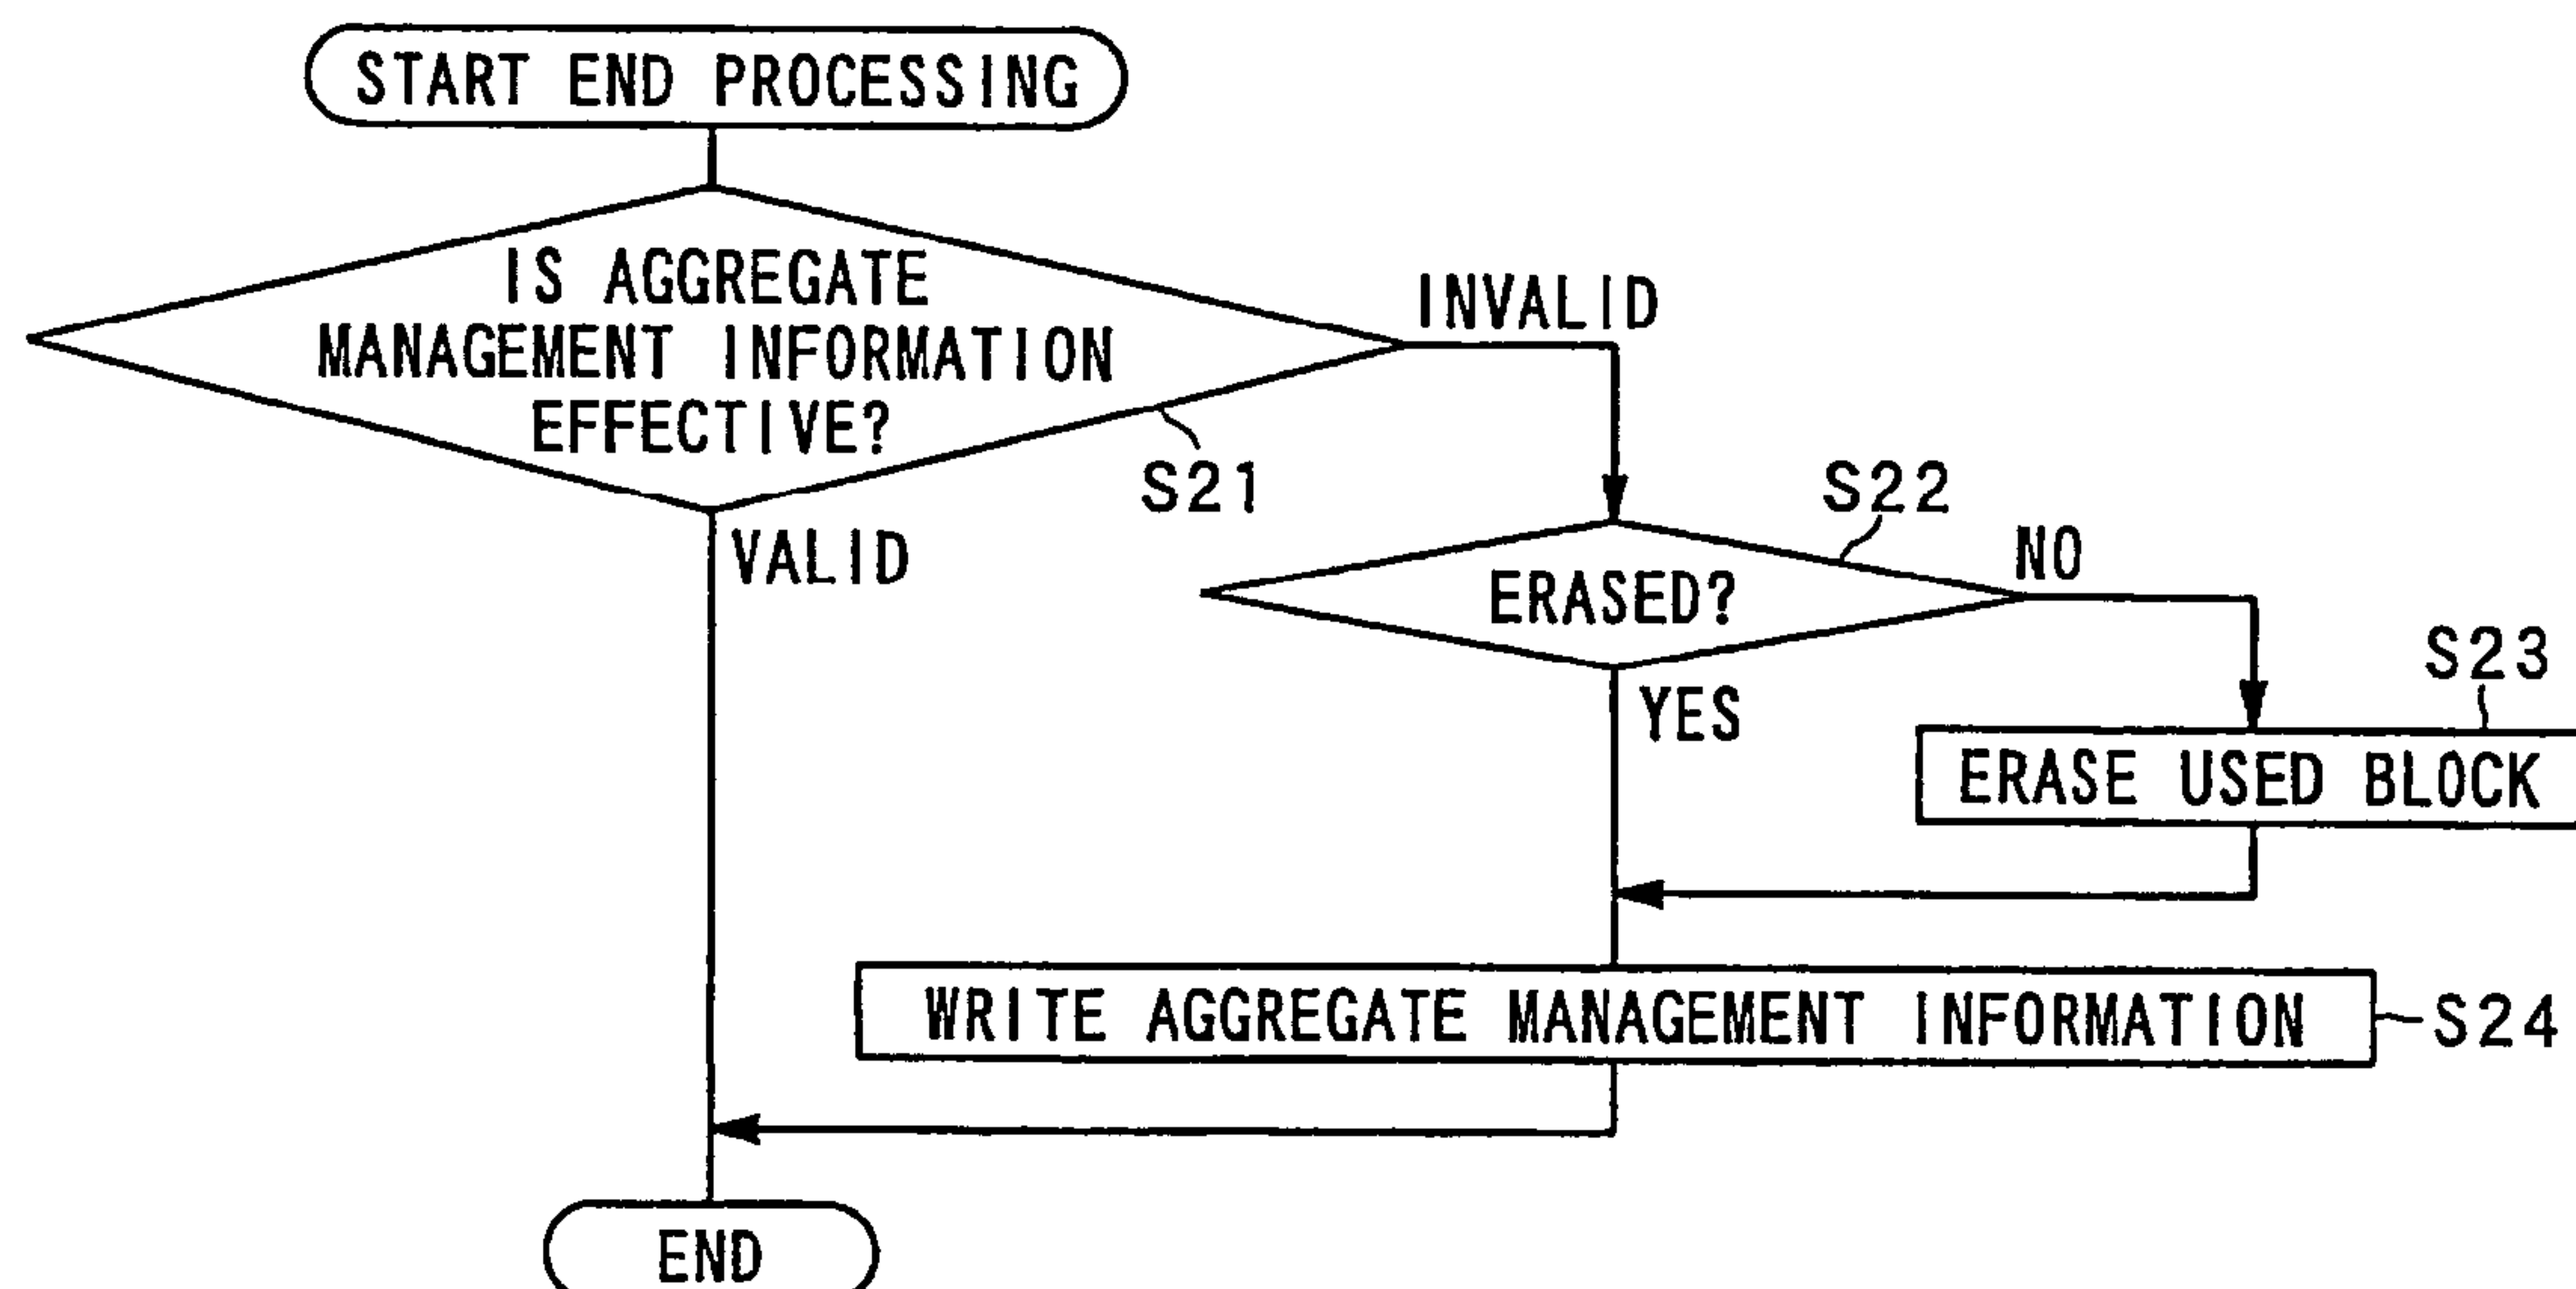 START END PROCESSING
IS AGGREGATE
MANAGEMENT INFORMATION
EFFECTIVE?
INVALID
S21
VALID
S22
ERASED?
NO
YES
S23
ERASE USED BLOCK
WRITE AGGREGATE MANAGEMENT INFORMATION
S24
END